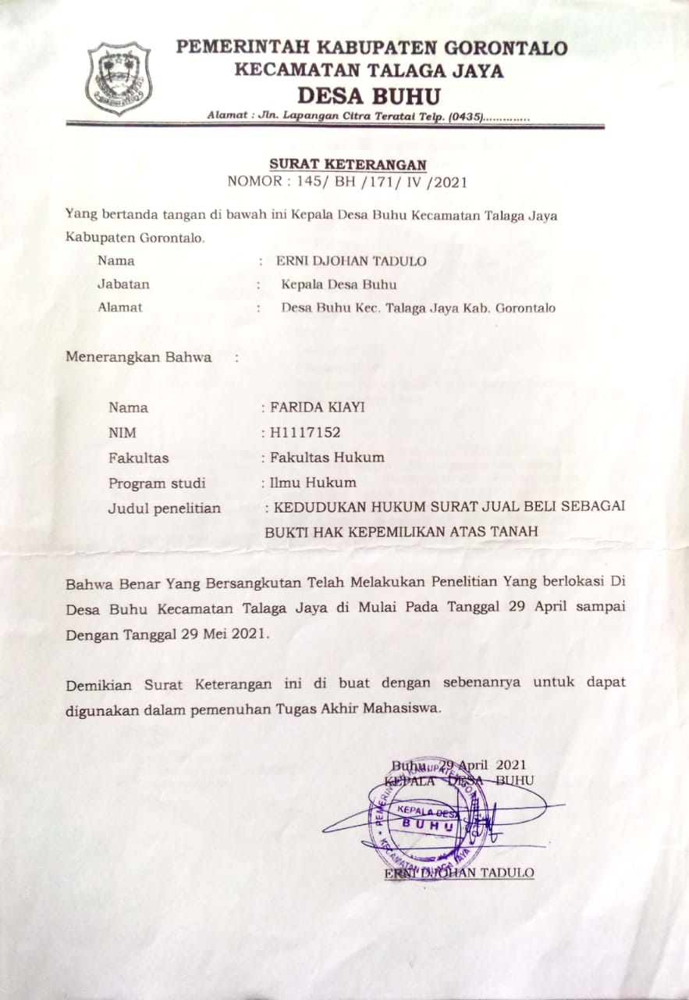 PEMERINTAH KABUPATEN GORONTALO
KECAMATAN TALAGA JAYA
DESA BUHU
Alamat : Jln. Lapangan Citra Teratai Telp. (0435).............
SURAT KETERANGAN
NOMOR : 145/ BH /171/ IV /2021
Yang bertanda tangan di bawah ini Kepala Desa Buhu Kecamatan Talaga Jaya
Kabupaten Gorontalo.
Nama : ERNI DJOHAN TADULO
Jabatan : Kepala Desa Buhu
Alamat : Desa Buhu Kec. Talaga Jaya Kab. Gorontalo
Menerangkan Bahwa :
Nama : FARIDA KIAYI
NIM : H1117152
Fakultas : Fakultas Hukum
Program studi : Ilmu Hukum
Judul penelitian : KEDUDUKAN HUKUM SURAT JUAL BELI SEBAGAI
BUKTI HAK KEPEMILIKAN ATAS TANAH
Bahwa Benar Yang Bersangkutan Telah Melakukan Penelitian Yang berlokasi Di
Desa Buhu Kecamatan Talaga Jaya di Mulai Pada Tanggal 29 April sampai
Dengan Tanggal 29 Mei 2021.
Demikian Surat Keterangan ini di buat dengan sebenanrya untuk dapat
digunakan dalam pemenuhan Tugas Akhir Mahasiswa.
Buhu, 29 April 2021
KEPALA DESA BUHU
PEMERINTAH KABUPATEN GORONTALO
KEPALA DESA
BUHU
KECAMATAN TALAGA JAYA
ERNI DJOHAN TADULO